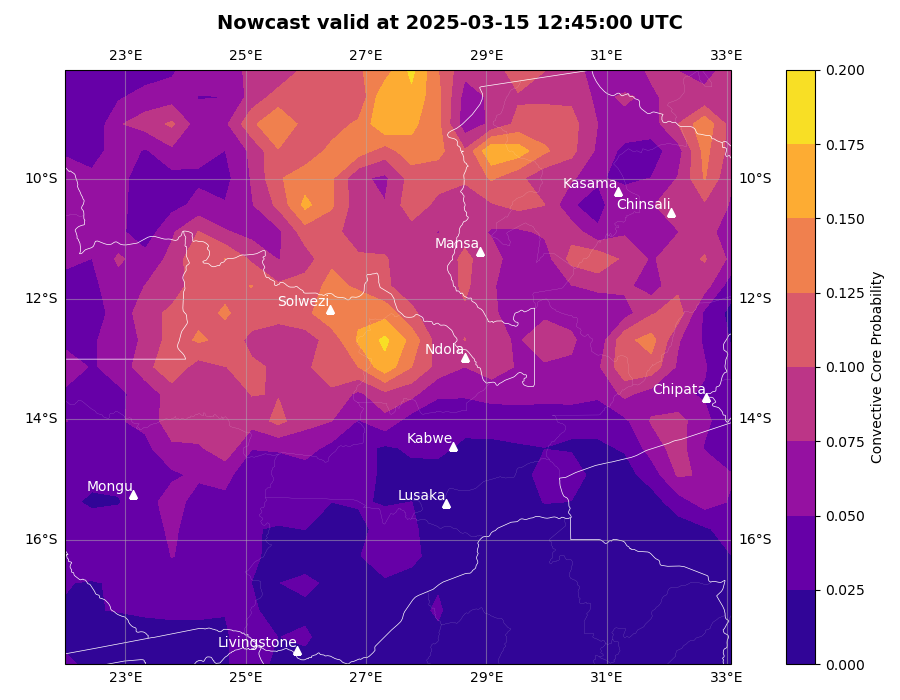 Nowcast valid at 2025-03-15 12:45:00 UTC
23°E 25°E 27°E 29°E 31°E 33°E
0.200
0.175
10°S Kasama 10°S
Chinsali
0.150
Mansa
0.125
12°S Solwezi 12°S
Ndola
0.100
Chipata
14°S 14°S
Kabwe
0.075
Mongu
Lusaka
0.050
16°S 16°S
0.025
Livingstone
0.000
23°E 25°E 27°E 29°E 31°E 33°E
Convective Core Probability